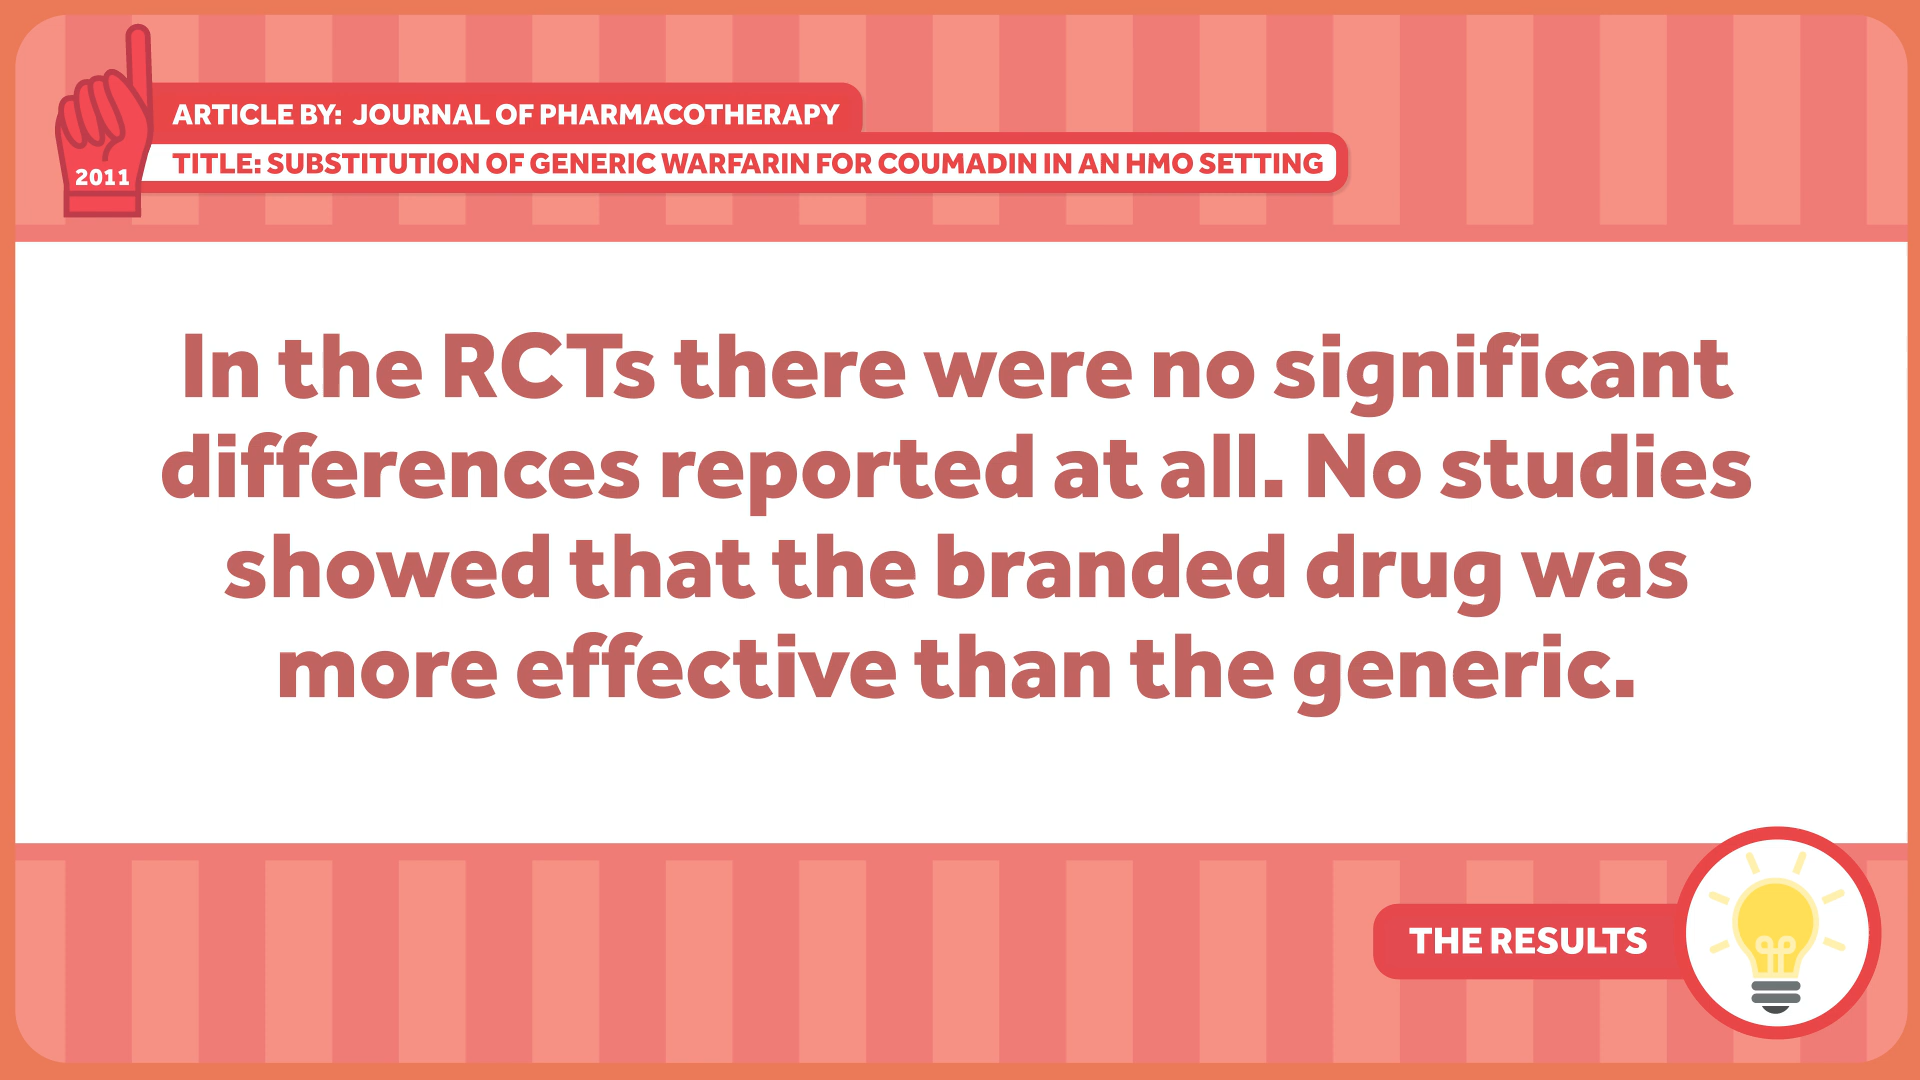 ARTICLE BY: JOURNAL OF PHARMACOTHERAPY
TITLE: SUBSTITUTION OF GENERIC WARFARIN FOR COUMADIN IN AN HMO SETTING
2011
In the RCTs there were no significant
differences reported at all. No studies
showed that the branded drug was
more effective than the generic.
THE RESULTS